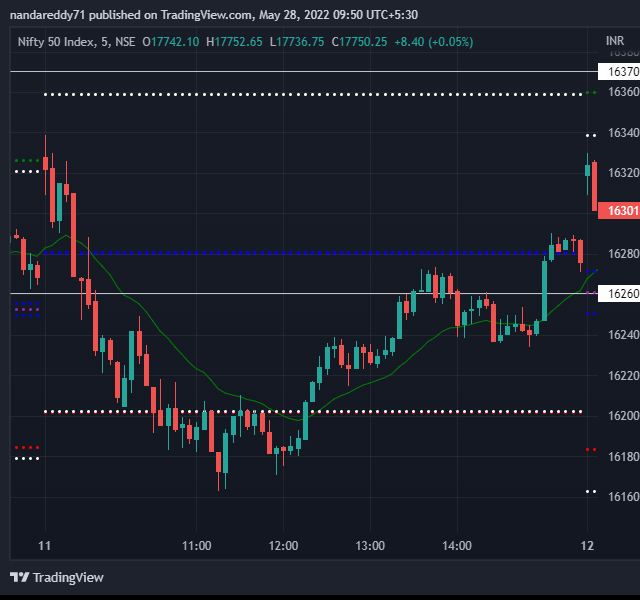 nandareddy71 published on TradingView.com, May 28, 2022 09:50 UTC+5:30
Nifty 50 Index, 5, NSE O17742.10 H17752.65 L17736.75 C17750.25 +8.40 (+0.05%)
INR
16380
16370
16360
16340
16320
16301
16280
16260
16240
16220
16200
16180
16160
11 11:00 12:00 13:00 14:00 12
TradingView